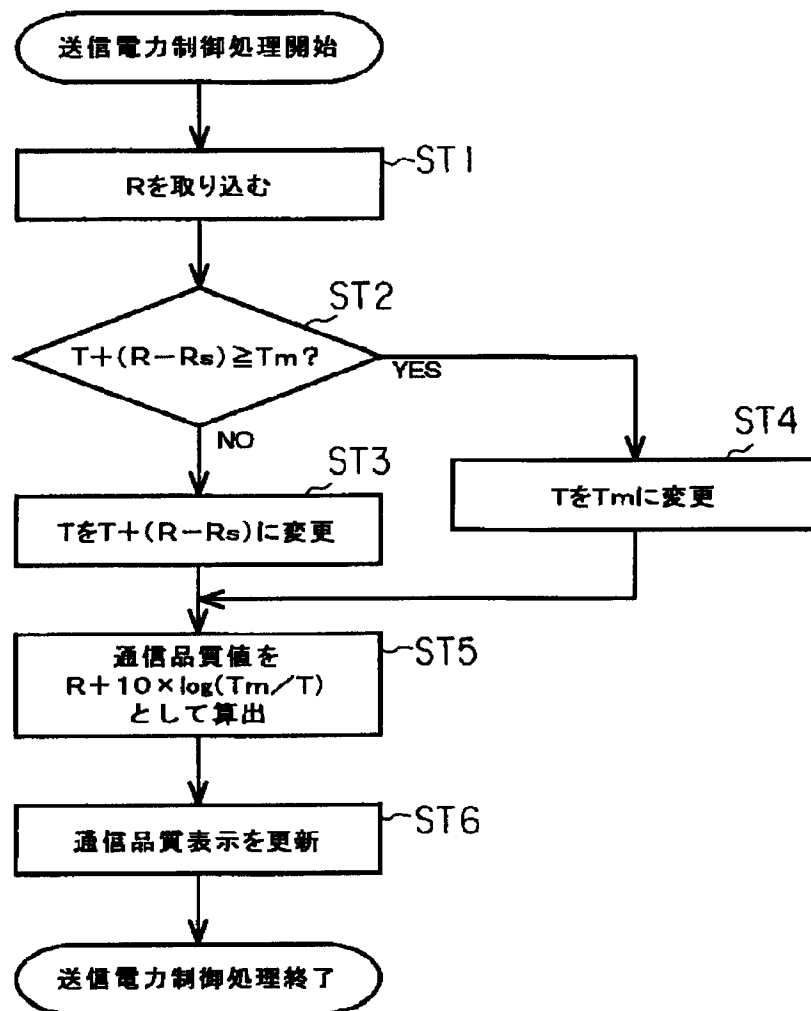 送信電力制御処理開始
ST1
Rを取り込む
ST2
T+(R-Rs)≧Tm?
YES
NO
ST3
TをT+(R-Rs)に変更
ST4
TをTmに変更
ST5
通信品質値を
R+10×log(Tm/T)
として算出
ST6
通信品質表示を更新
送信電力制御処理終了